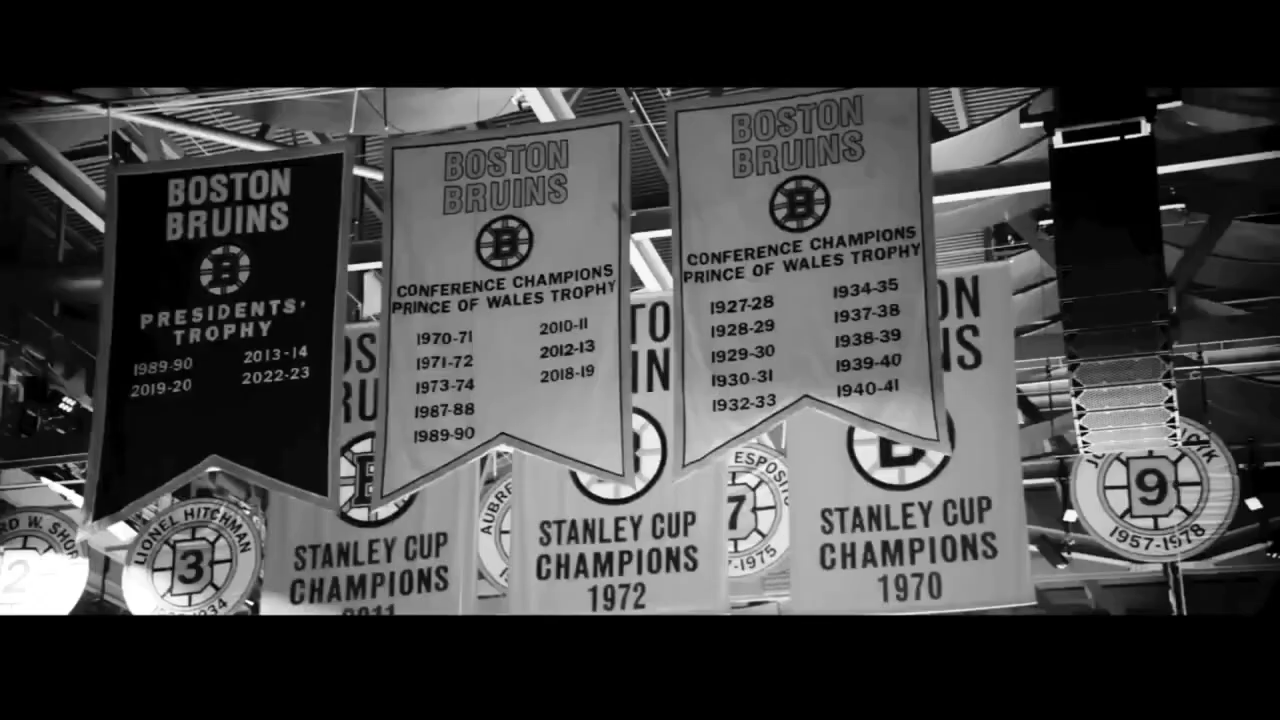 BOSTON
BRUINS
B
PRESIDENTS'
TROPHY
1989-90 2013-14
2019-20 2022-23
BOSTON
BRUINS
B
CONFERENCE CHAMPIONS
PRINCE OF WALES TROPHY
1970-71 2010-11
1971-72 2012-13
1973-74 2018-19
1987-88
1989-90
BOSTON
BRUINS
B
CONFERENCE CHAMPIONS
PRINCE OF WALES TROPHY
1927-28 1934-35
1928-29 1937-38
1929-30 1938-39
1930-31 1939-40
1932-33 1940-41
2
LIONEL HITCHMAN
3
STANLEY CUP
CHAMPIONS
2011
STANLEY CUP
CHAMPIONS
1972
ESPOSITO
7
-1975
B
STANLEY CUP
CHAMPIONS
1970
9
1957-1978